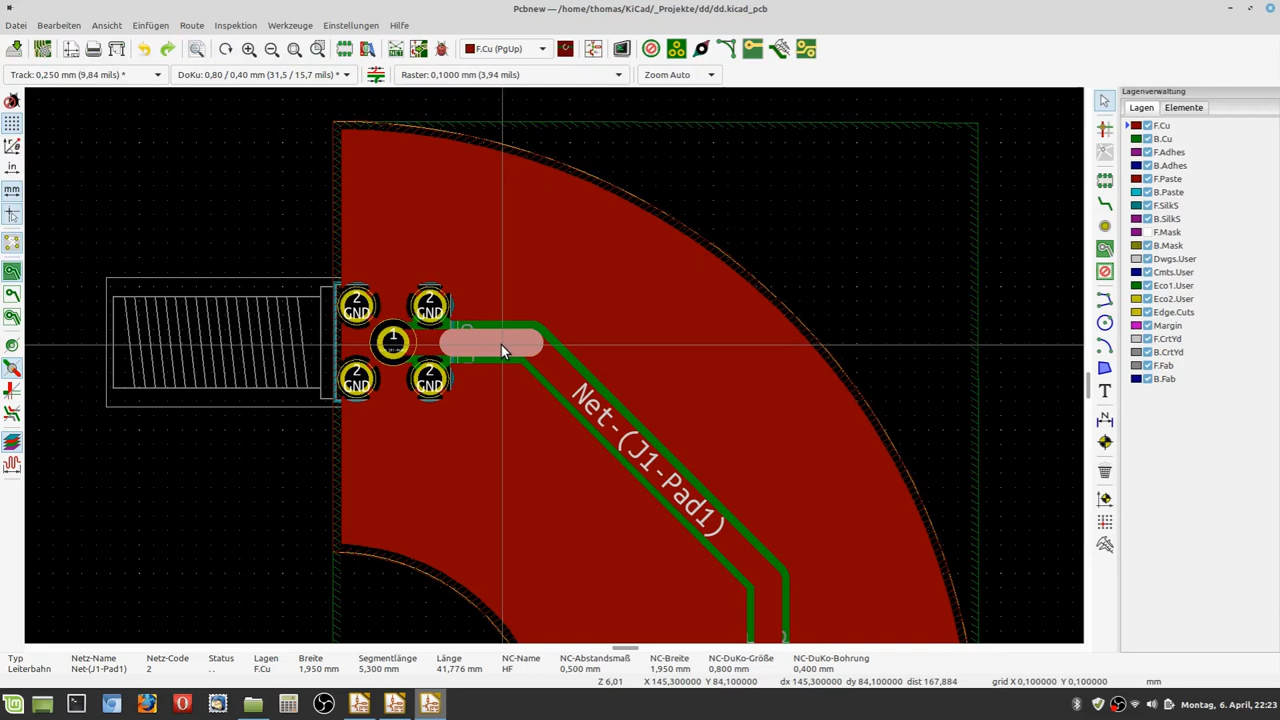 Pcbnew — /home/thomas/KiCad/_Projekte/dd/dd.kicad_pcb
Datei Bearbeiten Ansicht Einfügen Route Inspektion Werkzeuge Einstellungen Hilfe
F.Cu (PgUp)
Track: 0,250 mm (9,84 mils) * DoKu: 0,80 / 0,40 mm (31,5 / 15,7 mils) * Raster: 0,1000 mm (3,94 mils) Zoom Auto
Lagenverwaltung
Lagen Elemente
F.Cu
B.Cu
F.Adhes
B.Adhes
F.Paste
B.Paste
F.SilkS
B.SilkS
F.Mask
B.Mask
Dwgs.User
Cmts.User
Eco1.User
Eco2.User
Edge.Cuts
Margin
F.CrtYd
B.CrtYd
F.Fab
B.Fab
in
mm
NET
T
N
2
GND
2
GND
1
2
GND
2
GND
Net-(J1-Pad1)
Typ Netz-Name Netz-Code Status Lagen Breite Segmentlänge Länge NC-Name NC-Abstandsmaß NC-Breite NC-DuKo-Größe NC-DuKo-Bohrung
Leiterbahn Net-(J1-Pad1) 2 .. F.Cu 1,950 mm 5,300 mm 41,776 mm HF 0,500 mm 1,950 mm 0,800 mm 0,400 mm
Z 6,01 X 145,300000 Y 84,100000 dx 145,300000 dy 84,100000 dist 167,884 grid X 0,100000 Y 0,100000 mm
Montag, 6. April, 22:23